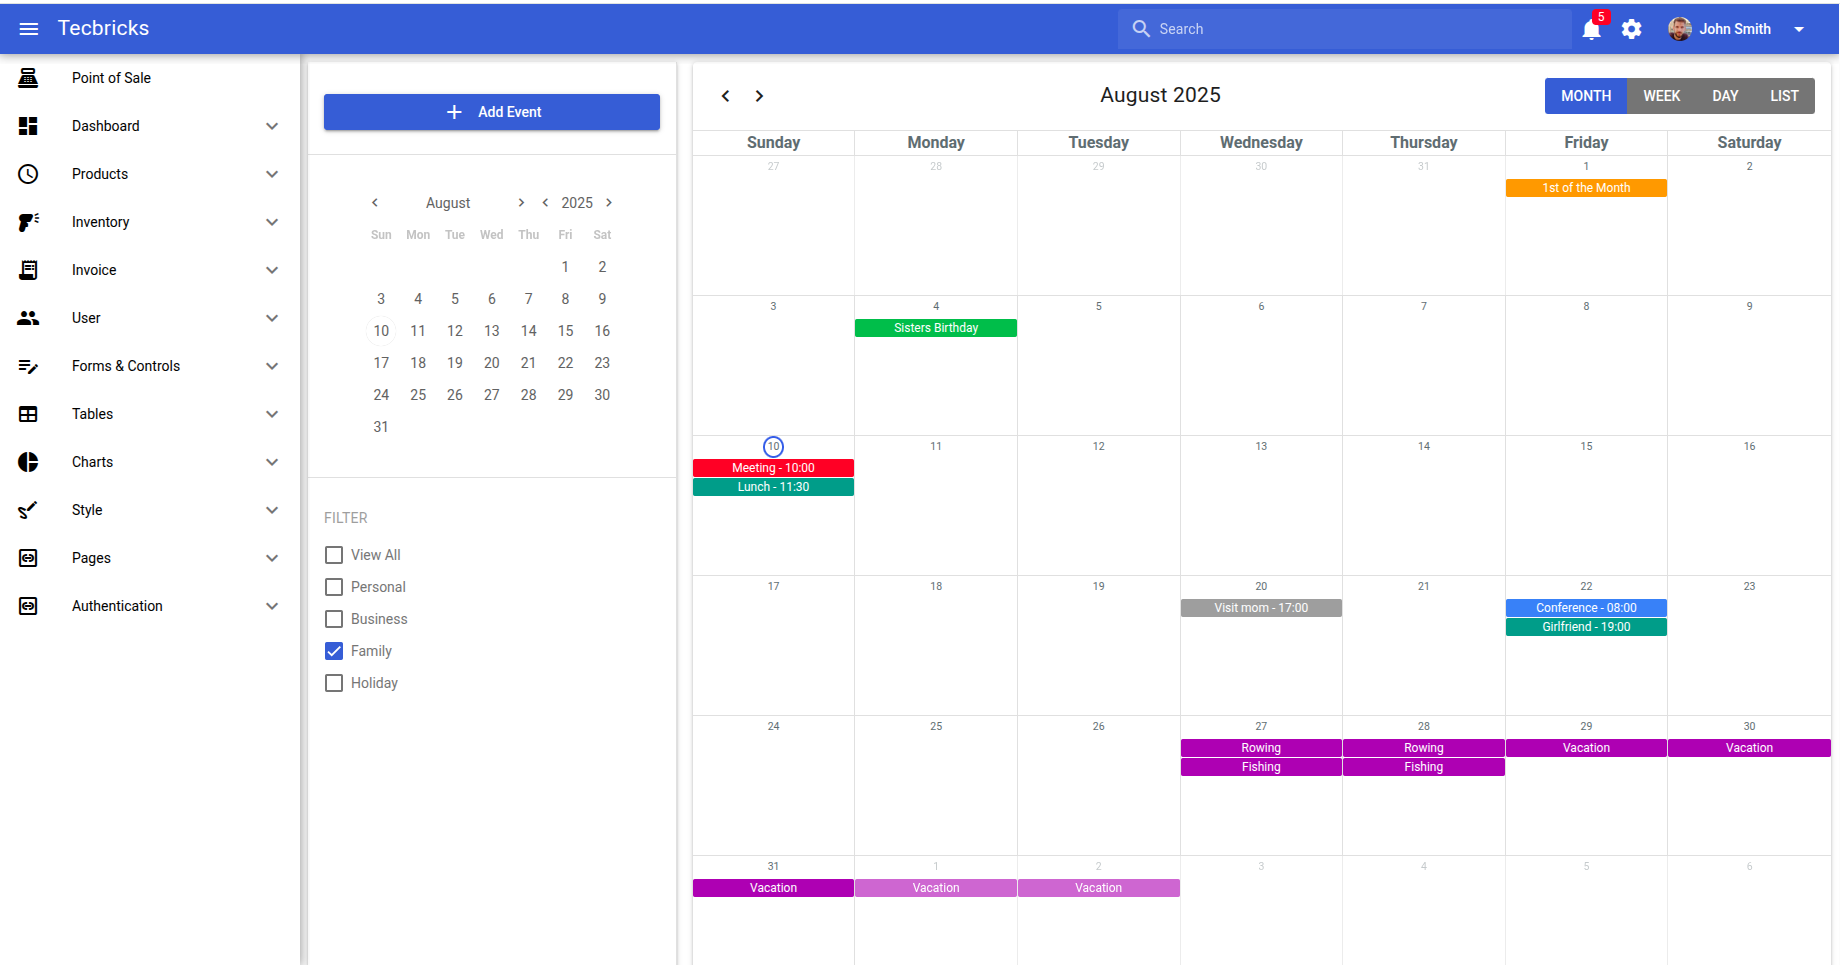 Tecbricks
Search
5
John Smith
Point of Sale
Dashboard
Products
Inventory
Invoice
User
Forms & Controls
Tables
Charts
Style
Pages
Authentication
Add Event
August 2025
Sun Mon Tue Wed Thu Fri Sat
1 2
3 4 5 6 7 8 9
10 11 12 13 14 15 16
17 18 19 20 21 22 23
24 25 26 27 28 29 30
31
FILTER
View All
Personal
Business
Family
Holiday
August 2025
MONTH WEEK DAY LIST
Sunday Monday Tuesday Wednesday Thursday Friday Saturday
27 28 29 30 31 1 2
1st of the Month
3 4 5 6 7 8 9
Sisters Birthday
10 11 12 13 14 15 16
Meeting - 10:00
Lunch - 11:30
17 18 19 20 21 22 23
Visit mom - 17:00 Conference - 08:00
Girlfriend - 19:00
24 25 26 27 28 29 30
Rowing Rowing Vacation Vacation
Fishing Fishing
31 1 2 3 4 5 6
Vacation Vacation Vacation